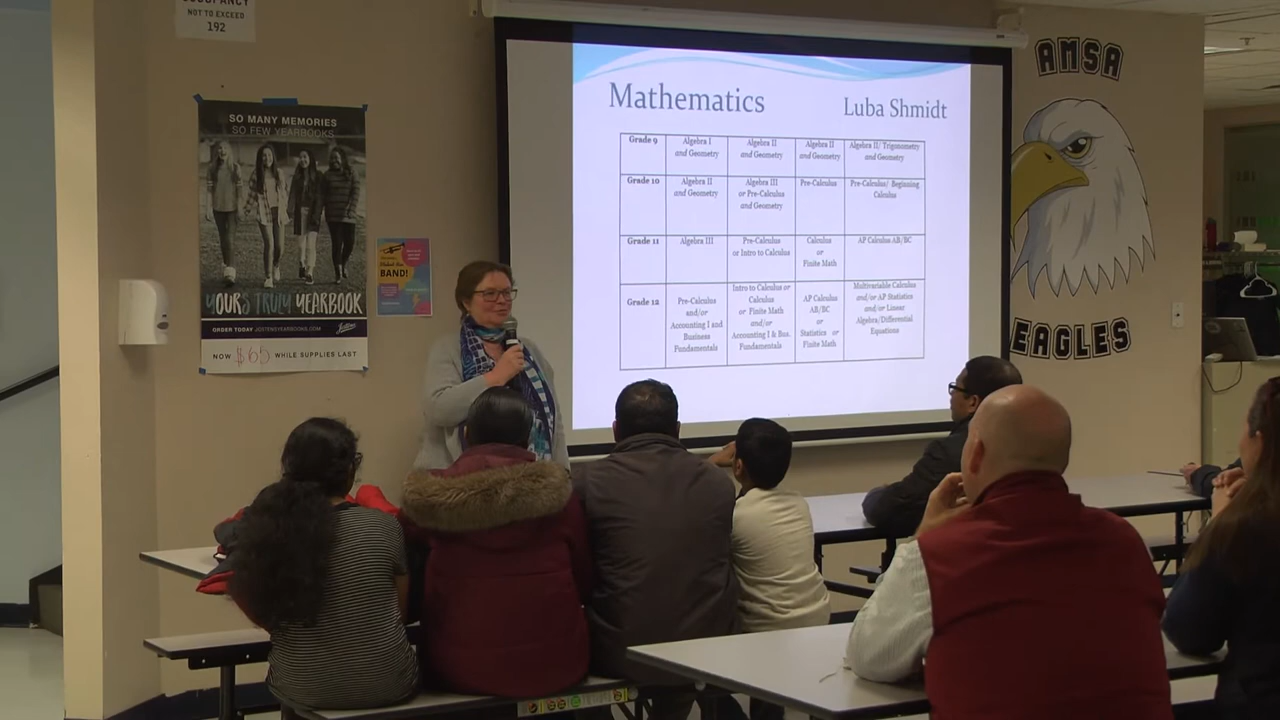 OCCUPANCY
NOT TO EXCEED
192
SO MANY MEMORIES
SO FEW YEARBOOKS
YOURS TRULY YEARBOOK
ORDER TODAY JOSTENSYEARBOOKS.COM
Jostens
NOW $65 WHILE SUPPLIES LAST
BAND!
Mathematics
Luba Shmidt
Grade 9
Algebra I
and Geometry
Algebra II
and Geometry
Algebra II
and Geometry
Algebra II/ Trigonometry
and Geometry
Grade 10
Algebra II
and Geometry
Algebra III
or Pre-Calculus
and Geometry
Pre-Calculus
Pre-Calculus/ Beginning
Calculus
Grade 11
Algebra III
Pre-Calculus
or Intro to Calculus
Calculus
or
Finite Math
AP Calculus AB/BC
Grade 12
Pre-Calculus
and/or
Accounting I and
Business
Fundamentals
Intro to Calculus or
Calculus
or Finite Math
and/or
Accounting I & Bus.
Fundamentals
AP Calculus
AB/BC
or
Statistics or
Finite Math
Multivariable Calculus
and/or AP Statistics
and/or Linear
Algebra/Differential
Equations
AMSA
EAGLES